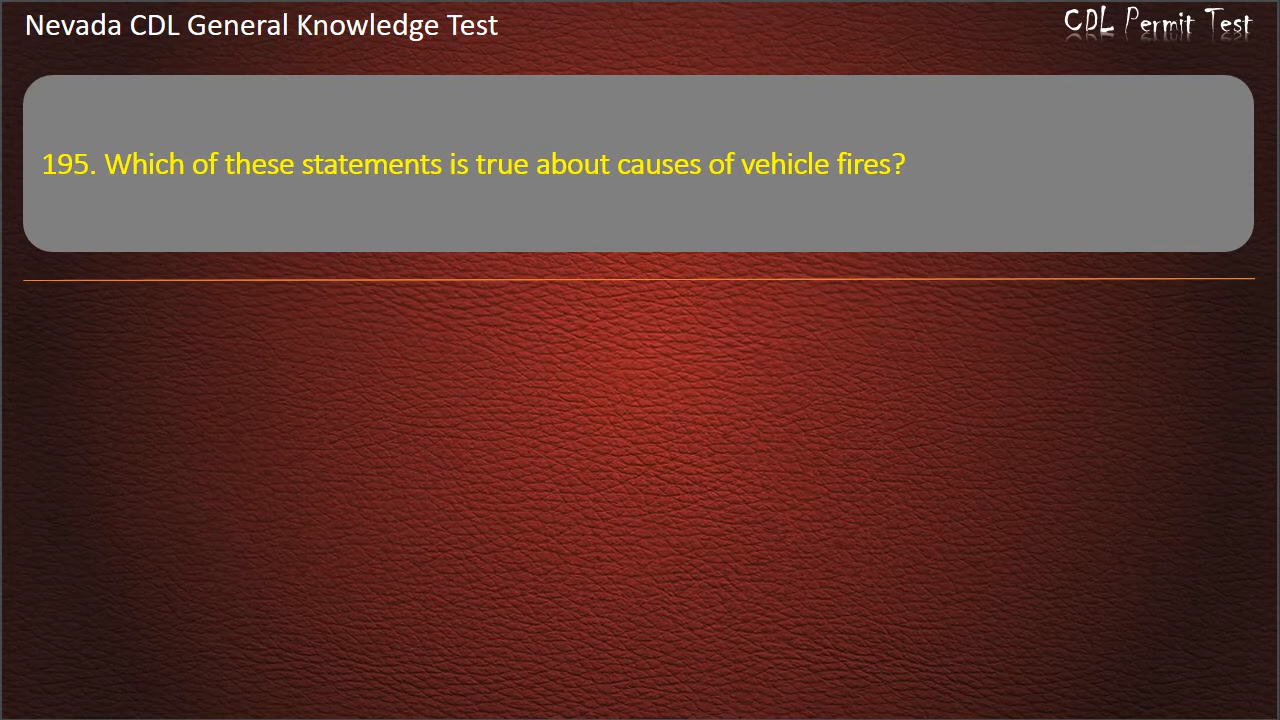 Nevada CDL General Knowledge Test
CDL Permit Test
195. Which of these statements is true about causes of vehicle fires?